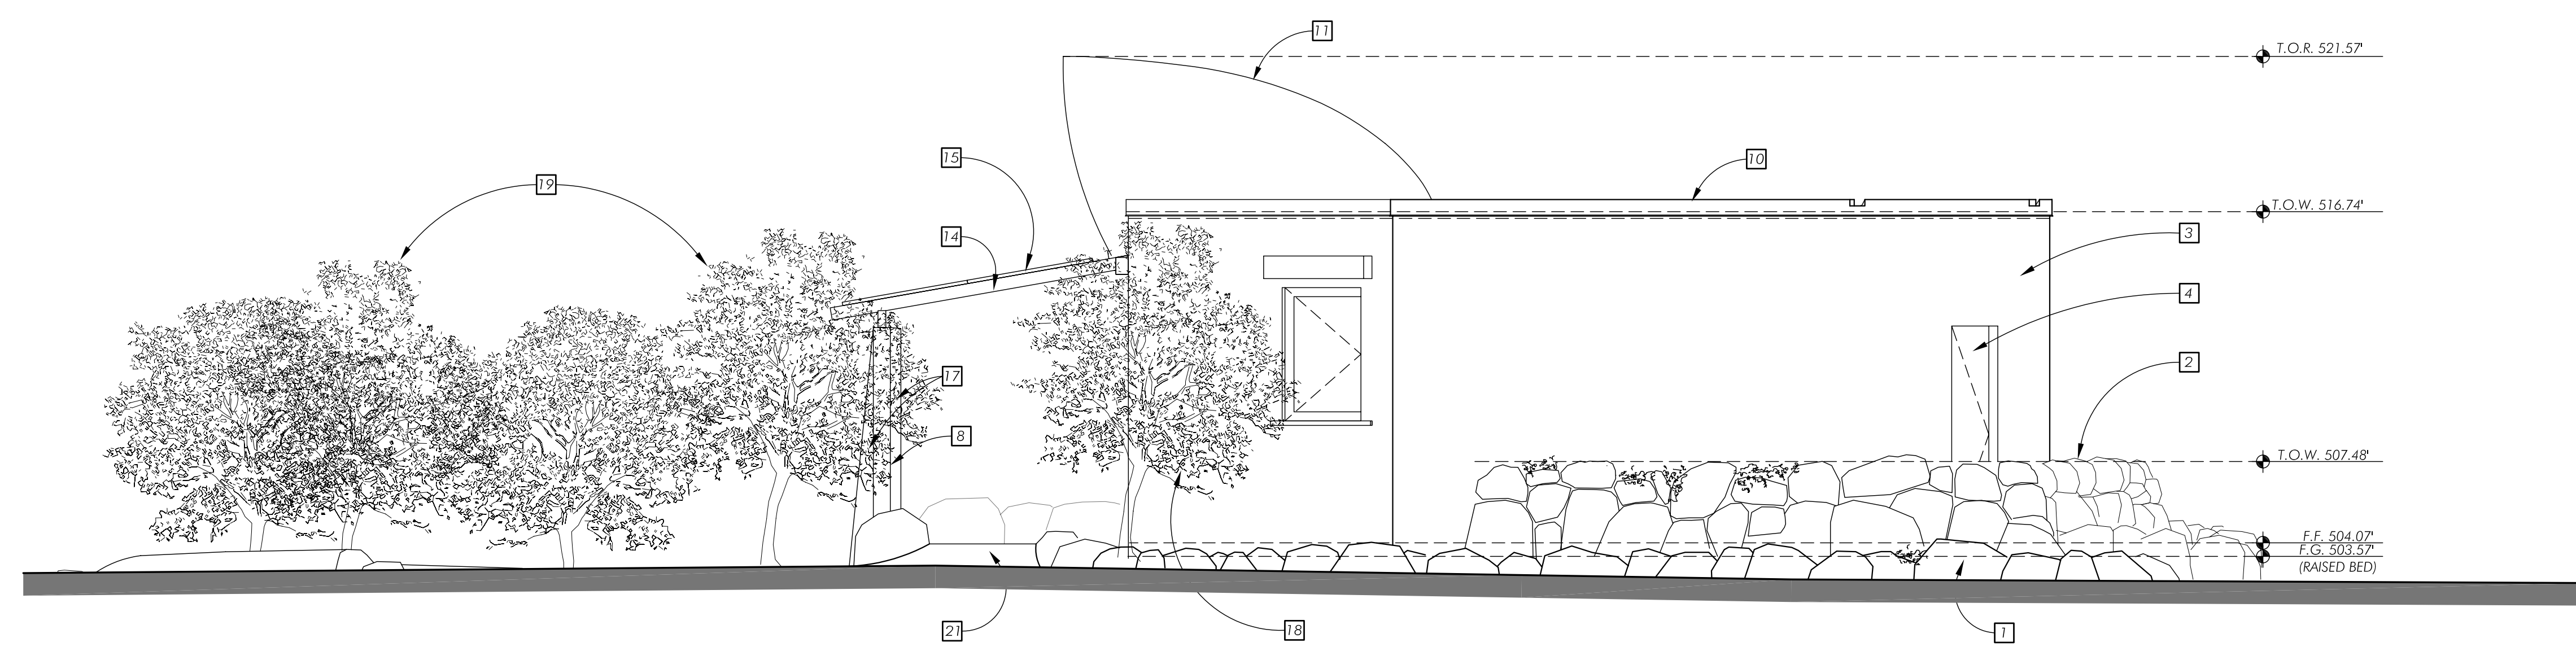 11
T.O.R. 521.57'
15
10
19
T.O.W. 516.74'
14
3
4
2
17
8
T.O.W. 507.48'
F.F. 504.07'
F.G. 503.57'
(RAISED BED)
21
18
1